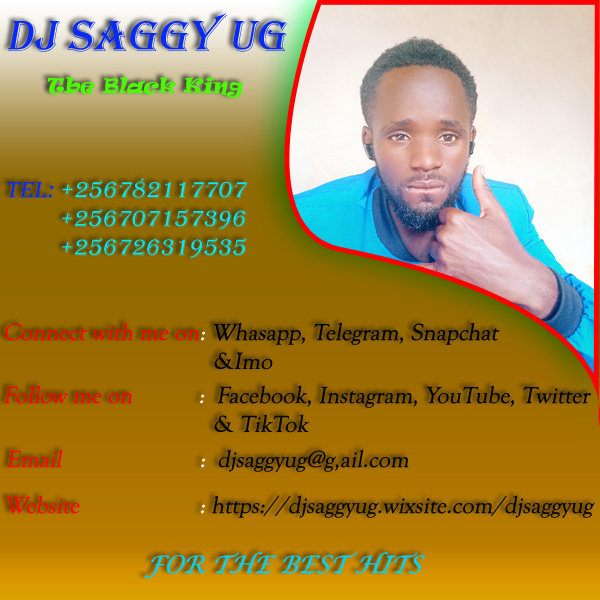 DJ SAGGY UG
The Black King
TEL: +256782117707
+256707157396
+256726319535
Connect with me on: Whasapp, Telegram, Snapchat
&Imo
Follow me on : Facebook, Instagram, YouTube, Twitter
& TikTok
Email : djsaggyug@g,ail.com
Website : https://djsaggyug.wixsite.com/djsaggyug
FOR THE BEST HITS